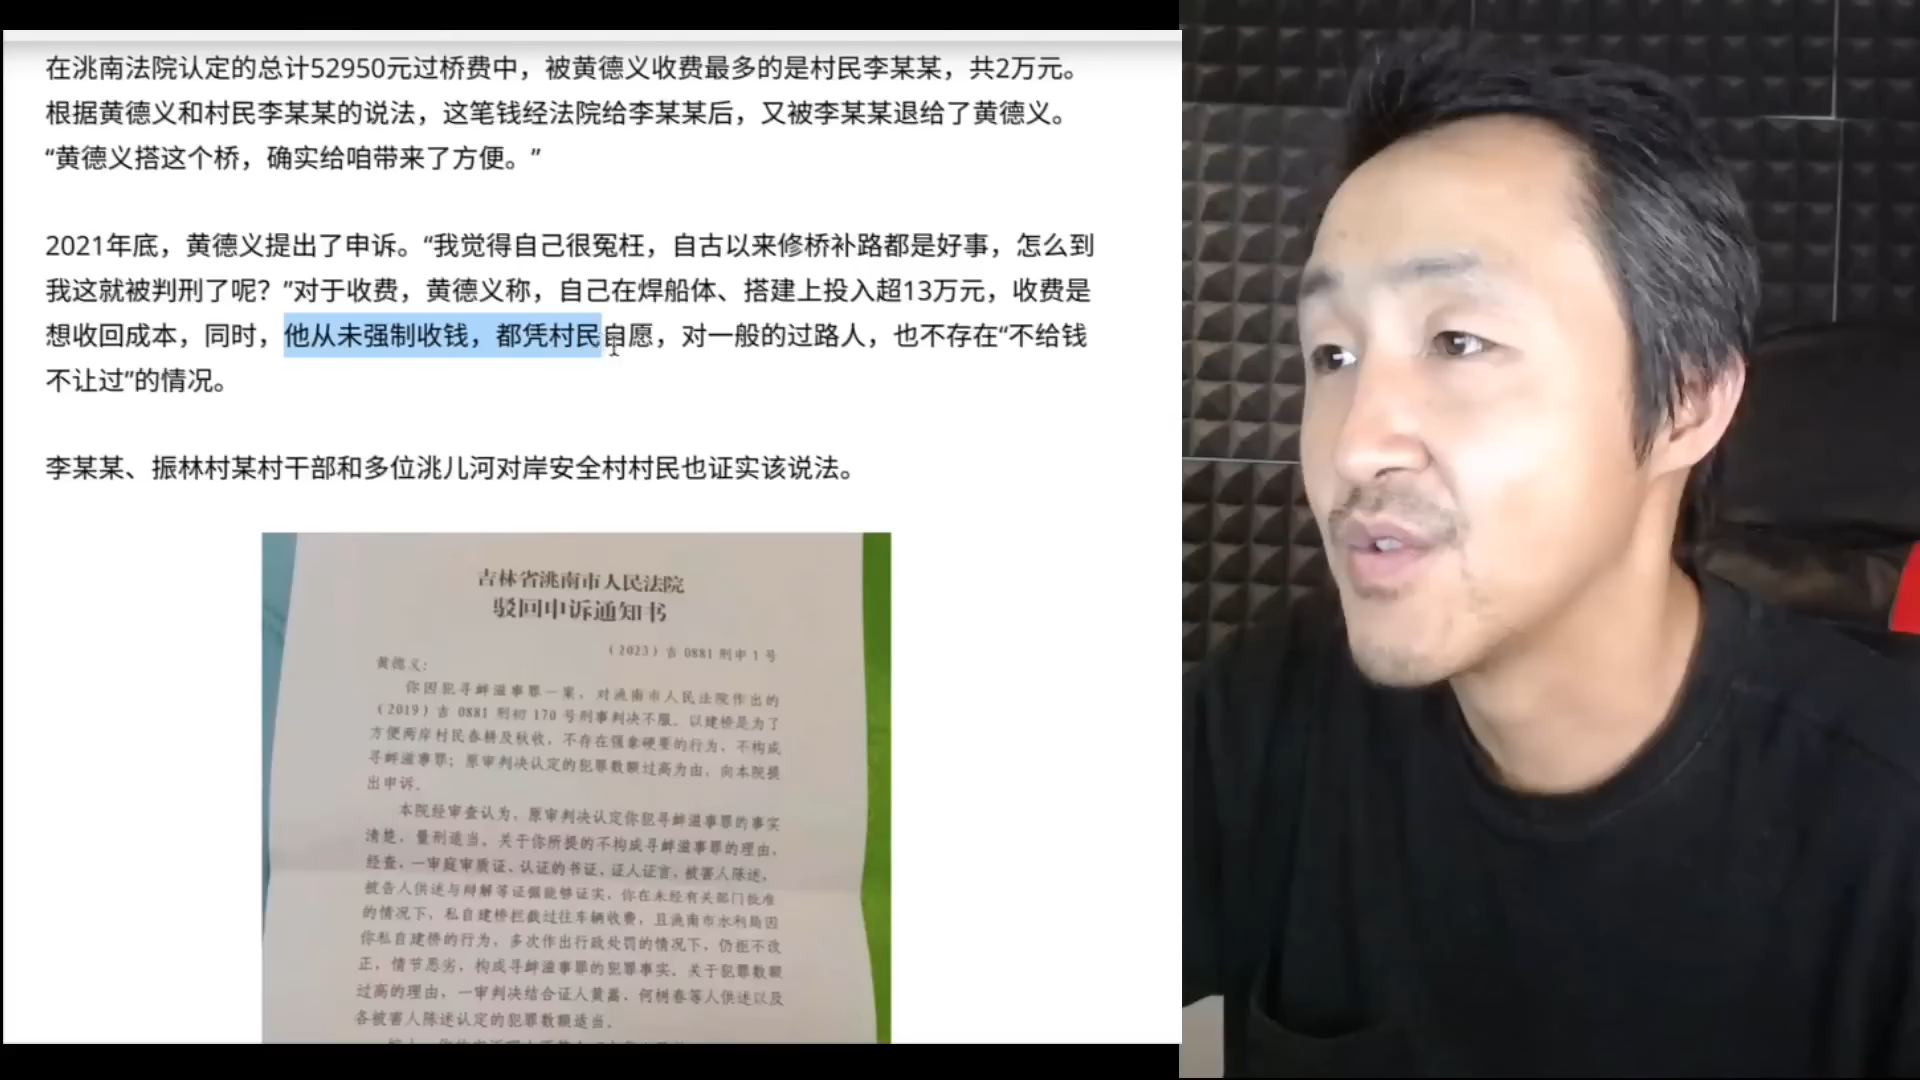 在洮南法院认定的总计52950元过桥费中，被黄德义收费最多的是村民李某某，共2万元。
根据黄德义和村民李某某的说法，这笔钱经法院给李某某后，又被李某某退给了黄德义。
“黄德义搭这个桥，确实给咱带来了方便。”
2021年底，黄德义提出了申诉。“我觉得自己很冤枉，自古以来修桥补路都是好事，怎么到
我这就被判刑了呢？”对于收费，黄德义称，自己在焊船体、搭建上投入超13万元，收费是
想收回成本，同时，他从未强制收钱，都凭村民自愿，对一般的过路人，也不存在“不给钱
不让过”的情况。
李某某、振林村某村干部和多位洮儿河对岸安全村村民也证实该说法。
吉林省洮南市人民法院
驳回申诉通知书
（2023）吉 0881 刑申 1 号
黄德义：
你因犯寻衅滋事罪一案，对洮南市人民法院作出的
（2019）吉 0881 刑初 170 号刑事判决不服，以建桥是为了
方便两岸村民春耕及秋收，不存在强拿硬要的行为，不构成
寻衅滋事罪；原审判决认定的犯罪数额过高为由，向本院提
出申诉。
本院经审查认为，原审判决认定你犯寻衅滋事罪的事实
清楚，量刑适当。关于你所提的不构成寻衅滋事罪的理由，
经查，一审庭审质证、认证的书证，证人证言，被害人陈述，
被告人供述与辩解等证据能够证实，你在未经有关部门批准
的情况下，私自建桥拦截过往车辆收费，且洮南市水利局因
你私自建桥的行为，多次作出行政处罚的情况下，仍拒不改
正，情节恶劣，构成寻衅滋事罪的犯罪事实。关于犯罪数额
过高的理由，一审判决结合证人黄嵩、何树春等人供述以及
各被害人陈述认定的犯罪数额适当。